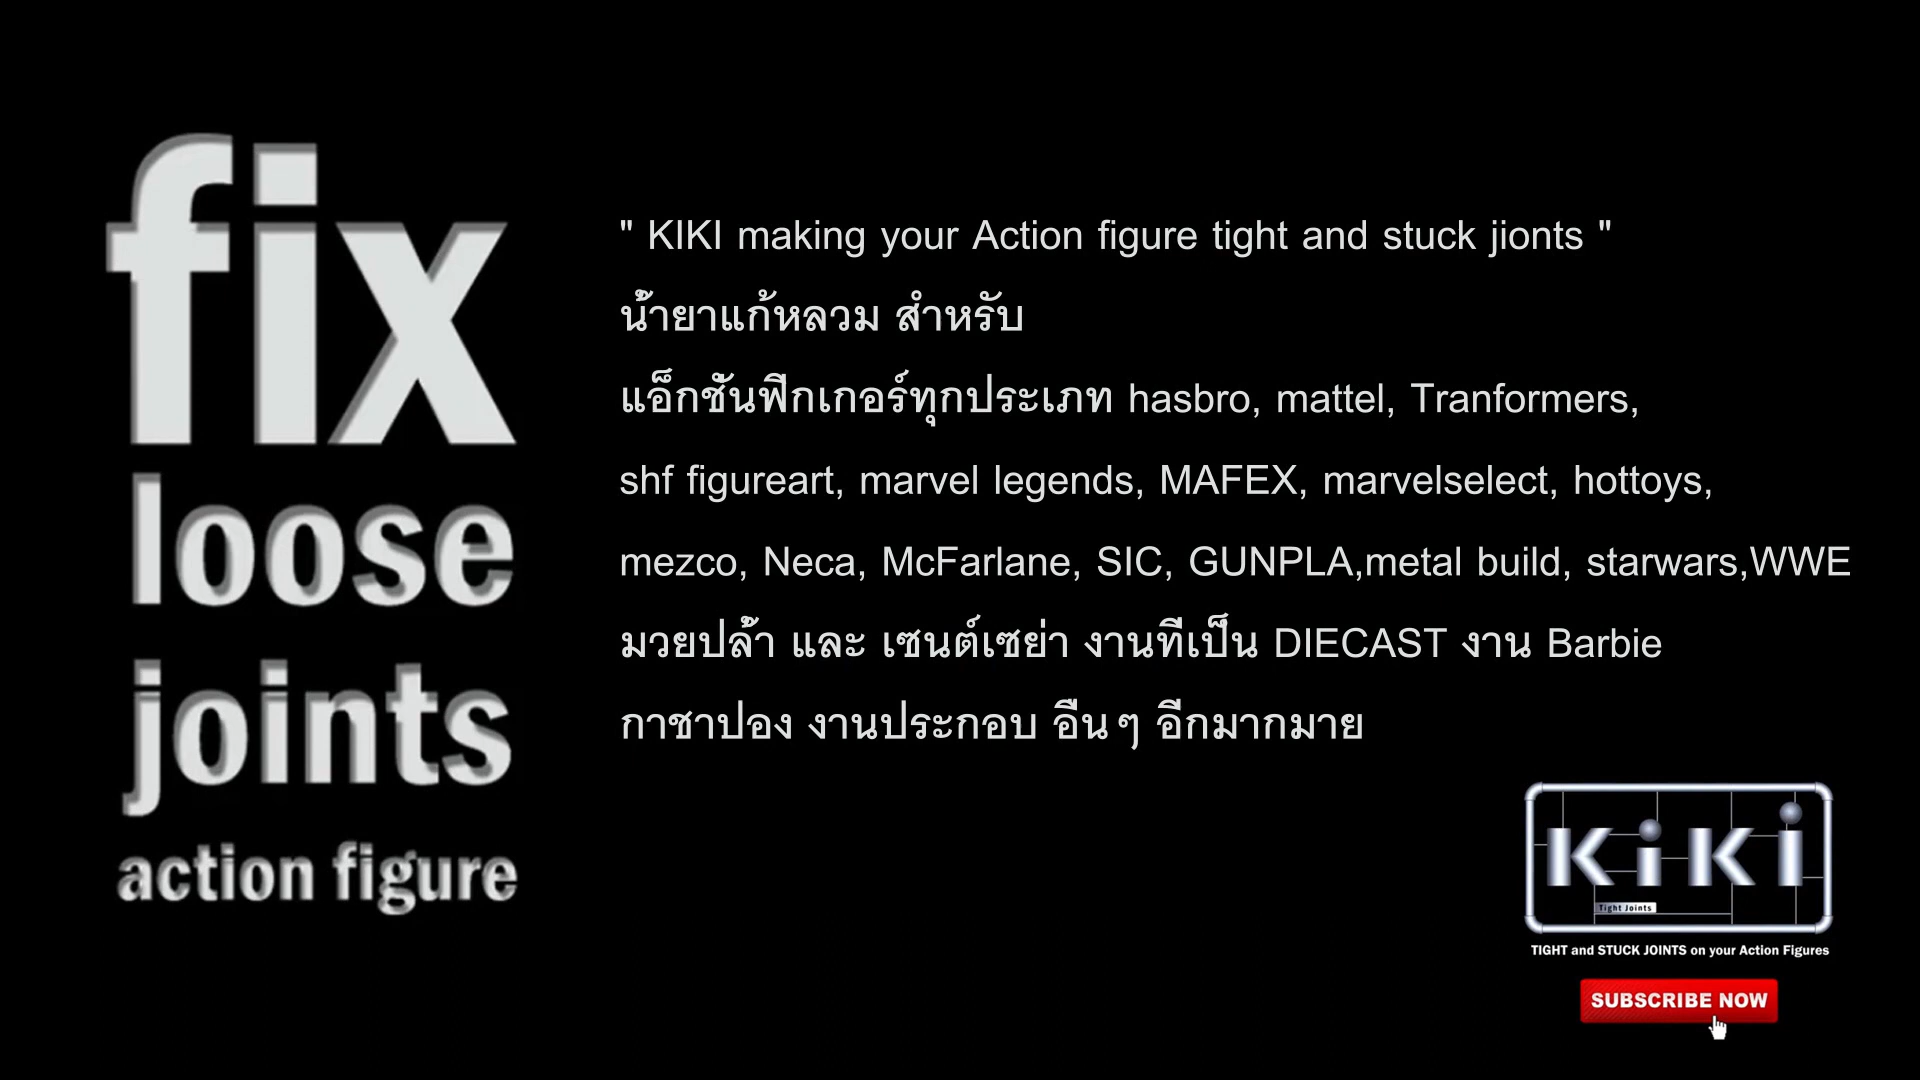 fix
loose
joints
action figure
" KIKI making your Action figure tight and stuck jionts "
น้ำยาแก้หลวม สำหรับ
แอ็กชันฟิกเกอร์ทุกประเภท hasbro, mattel, Tranformers,
shf figureart, marvel legends, MAFEX, marvelselect, hottoys,
mezco, Neca, McFarlane, SIC, GUNPLA,metal build, starwars,WWE
มวยปล้ำ และ เซนต์เซย่า งานที่เป็น DIECAST งาน Barbie
กาชาปอง งานประกอบ อื่นๆ อีกมากมาย
KiKi
Tight Joints
TIGHT and STUCK JOINTS on your Action Figures
SUBSCRIBE NOW